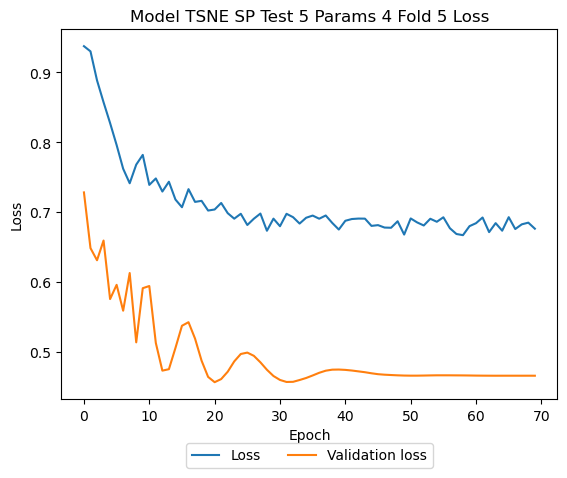 Model TSNE SP Test 5 Params 4 Fold 5 Loss
0.9
0.8
0.7
0.6
0.5
Loss
0 10 20 30 40 50 60 70
Epoch
Loss Validation loss